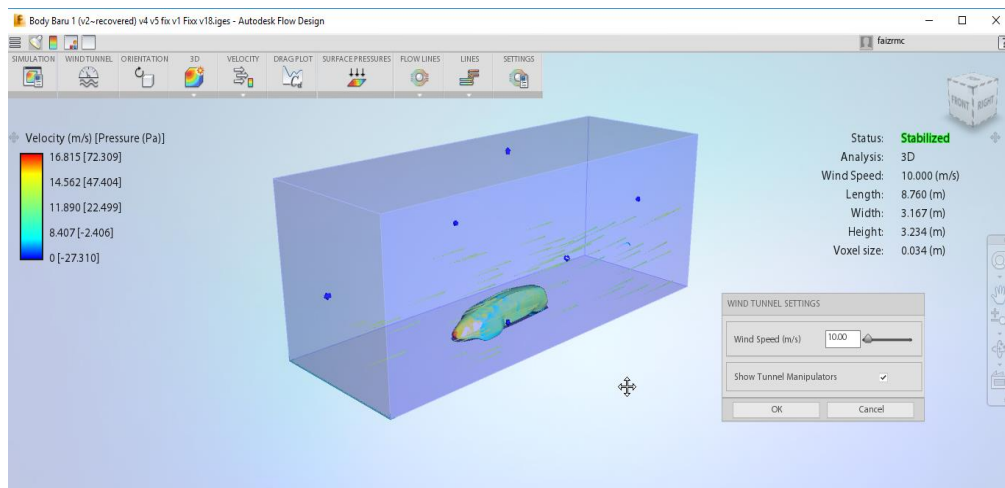 Body Baru 1 (v2~recovered) v4 v5 fix v1 Fixx v18.iges - Autodesk Flow Design
faizrmc
SIMULATION WIND TUNNEL ORIENTATION 3D VELOCITY DRAG PLOT SURFACE PRESSURES FLOW LINES LINES SETTINGS
FRONT RIGHT
Velocity (m/s) [Pressure (Pa)]
16.815 [72.309]
14.562 [47.404]
11.890 [22.499]
8.407 [-2.406]
0 [-27.310]
Status: Stabilized
Analysis: 3D
Wind Speed: 10.000 (m/s)
Length: 8.760 (m)
Width: 3.167 (m)
Height: 3.234 (m)
Voxel size: 0.034 (m)
WIND TUNNEL SETTINGS
Wind Speed (m/s) 10.00
Show Tunnel Manipulators
OK Cancel